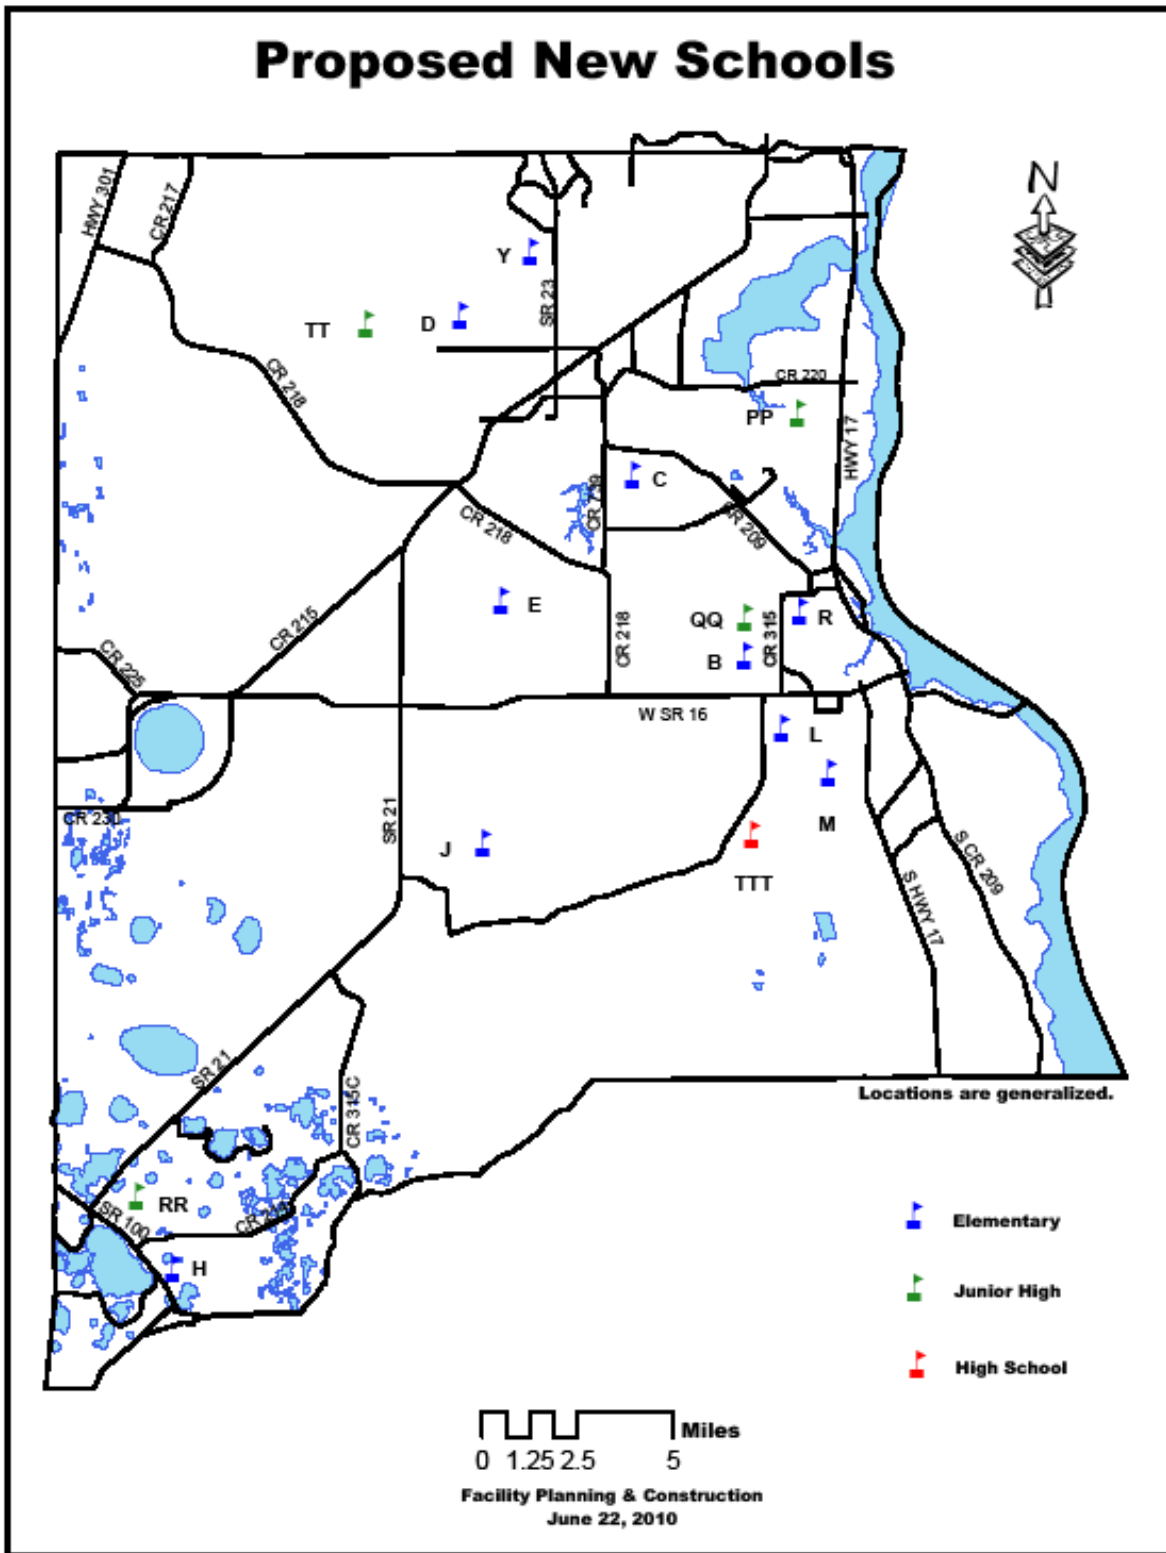 Proposed New Schools
N
HWY 301
CR 217
Y
SR 23
TT
D
CR 218
CR 220
PP
HWY 17
C
CR 739
CR 218
CR 209
E
CR 215
QQ
R
CR 315
CR 218
B
CR 225
W SR 16
L
CR 230
SR 21
M
J
TTT
S CR 209
S HWY 17
SR 21
CR 315C
Locations are generalized.
RR
SR 100
H
Elementary
Junior High
High School
Miles
0 1.25 2.5 5
Facility Planning & Construction
June 22, 2010